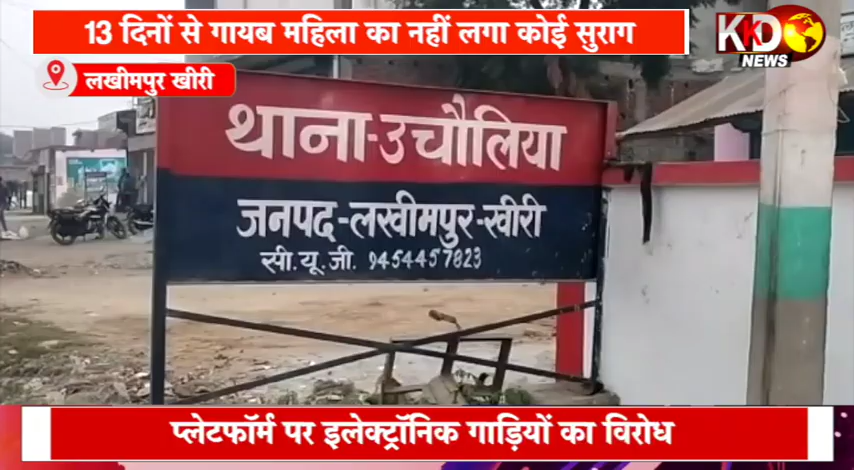 13 दिनों से गायब महिला का नहीं लगा कोई सुराग
KKD
NEWS
लखीमपुर खीरी
थाना-उचौलिया
जनपद-लखीमपुर-खीरी
सी.यू.जी. 9454457823
प्लेटफॉर्म पर इलेक्ट्रॉनिक गाड़ियों का विरोध